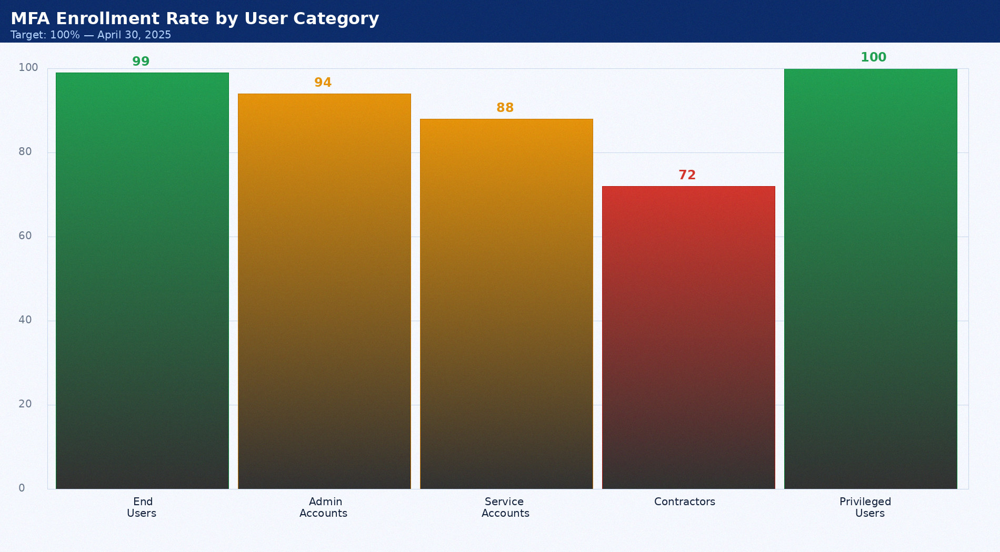 MFA Enrollment Rate by User Category
Target: 100% — April 30, 2025
99
94
88
72
100
100
80
60
40
20
0
End
Users
Admin
Accounts
Service
Accounts
Contractors
Privileged
Users